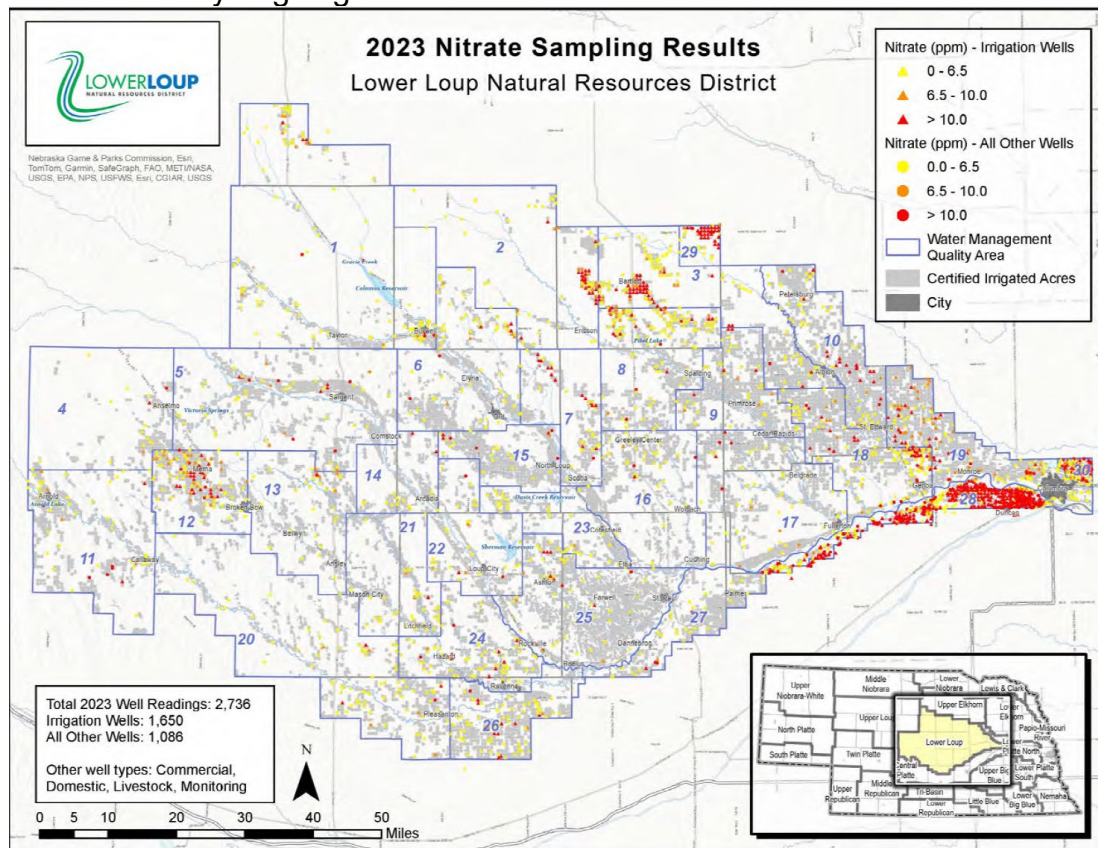 2023 Nitrate Sampling Results
Lower Loup Natural Resources District
LOWERLOUP
NATURAL RESOURCES DISTRICT
Nebraska Game & Parks Commission, Esri,
TomTom, Garmin, SafeGraph, FAO, METI/NASA,
USGS, EPA, NPS, USFWS, Esri, CGIAR, USGS
Nitrate (ppm) - Irrigation Wells
0 - 6.5
6.5 - 10.0
> 10.0
Nitrate (ppm) - All Other Wells
0.0 - 6.5
6.5 - 10.0
> 10.0
Water Management
Quality Area
Certified Irrigated Acres
City
1
Gracie Creek
Calamus Reservoir
Taylor
Burwell
2
29
3
Bartlett
Ericson
Pibel Lake
Petersburg
10
Albion
4
5
Anselmo
Victoria Springs
Sargent
Comstock
6
Elyria
Ord
7
8
Spalding
9
Primrose
Cedar Rapids
St. Edward
18
19
Monroe
30
Genoa
28
Duncan
Arnold
Arnold Lake
Merna
12
13
Broken Bow
14
Arcadia
15
North Loup
Scotia
Davis Creek Reservoir
Greeley Center
16
Wolbach
Belgrade
17
Fullerton
11
Callaway
Berwyn
Ansley
Mason City
20
21
22
Sherman Reservoir
Loup City
Litchfield
23
Cotesfield
Elba
Cushing
Ashton
Farwell
25
St Paul
Dannebrog
27
Palmer
24
Rockville
Hazard
Boelus
Ravenna
Pleasanton
26
Total 2023 Well Readings: 2,736
Irrigation Wells: 1,650
All Other Wells: 1,086
Other well types: Commercial,
Domestic, Livestock, Monitoring
N
0 5 10 20 30 40 50
Miles
Upper
Niobrara-White
Middle
Niobrara
Lower
Niobrara
Lewis & Clark
Upper Elkhorn
Lower
Elkhorn
Papio-Missouri
River
North Platte
Upper Loup
Lower Loup
Lower
Platte North
South Platte
Twin Platte
Central
Platte
Lower Platte
South
Upper Big
Blue
Middle
Republican
Tri-Basin
Little Blue
Lower
Big Blue
Nemaha
Upper
Republican
Lower
Republican